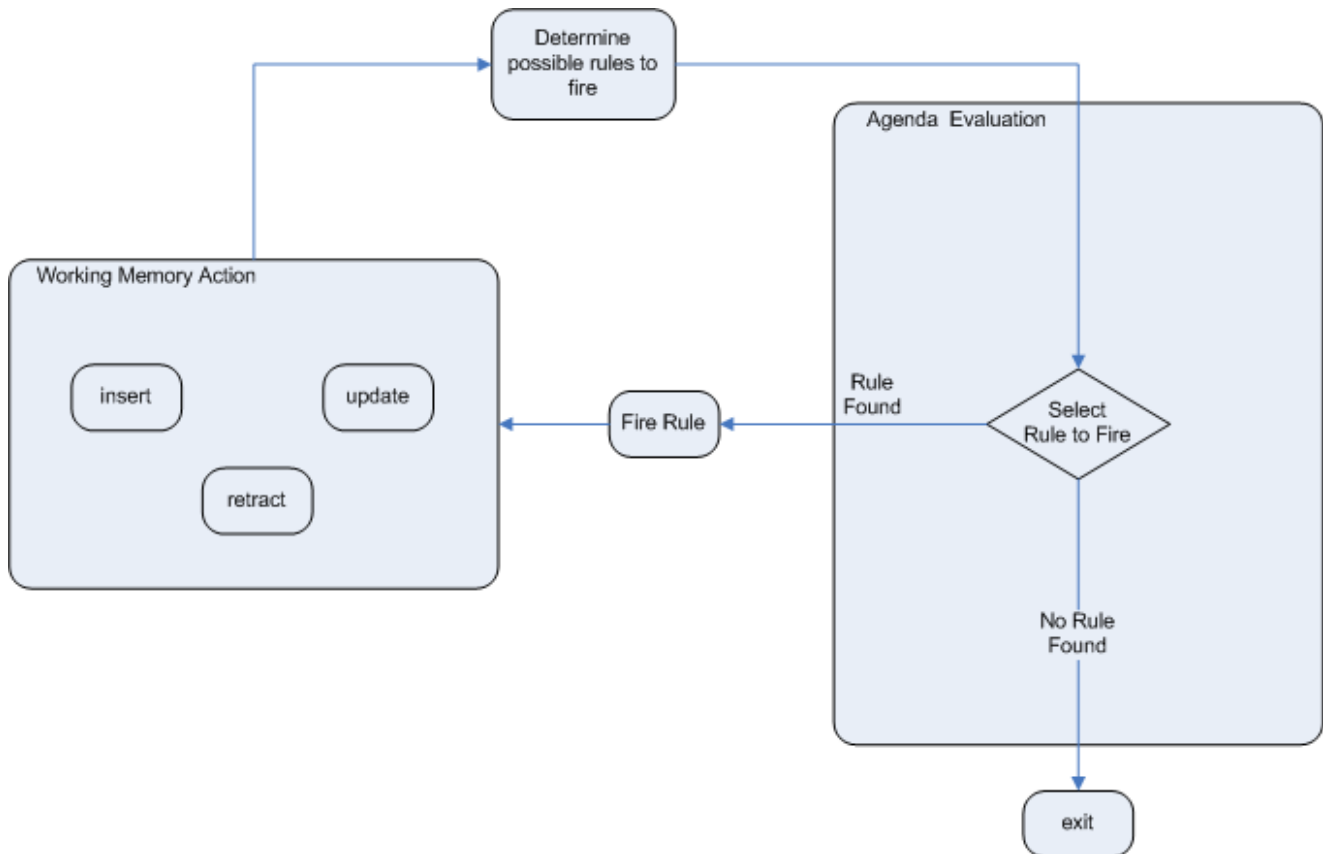 Determine
possible rules to
fire
Agenda Evaluation
Working Memory Action
insert
update
retract
Fire Rule
Rule
Found
Select
Rule to Fire
No Rule
Found
exit